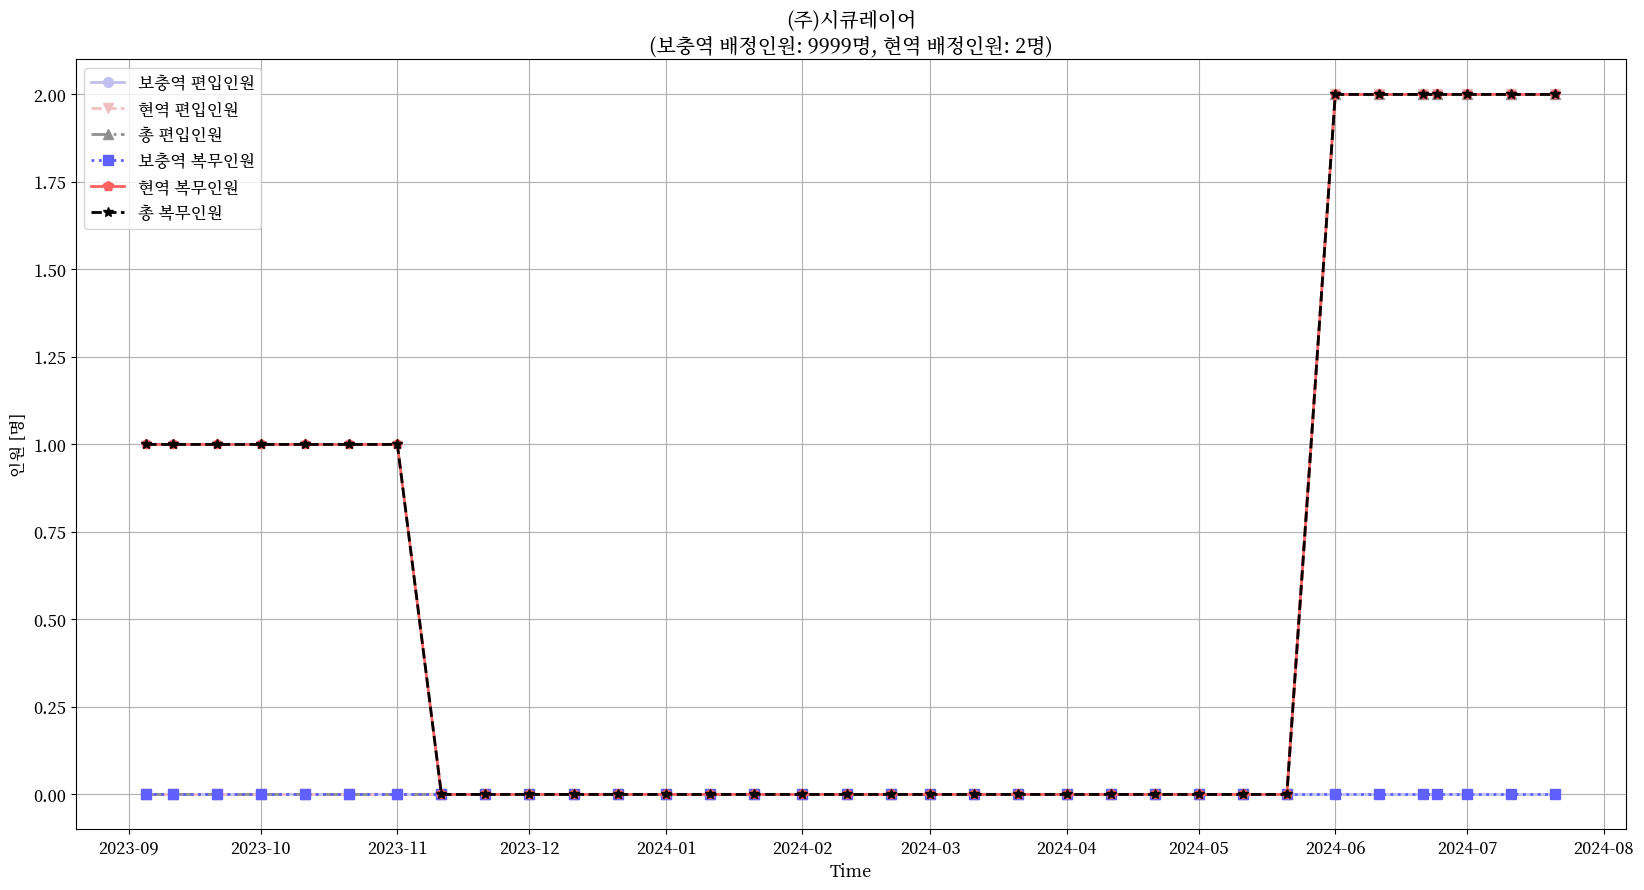 (주)시큐레이어
(보충역 배정인원: 9999명, 현역 배정인원: 2명)
보충역 편입인원
현역 편입인원
총 편입인원
보충역 복무인원
현역 복무인원
총 복무인원
인원 [명]
2.00
1.75
1.50
1.25
1.00
0.75
0.50
0.25
0.00
2023-09
2023-10
2023-11
2023-12
2024-01
2024-02
2024-03
2024-04
2024-05
2024-06
2024-07
2024-08
Time